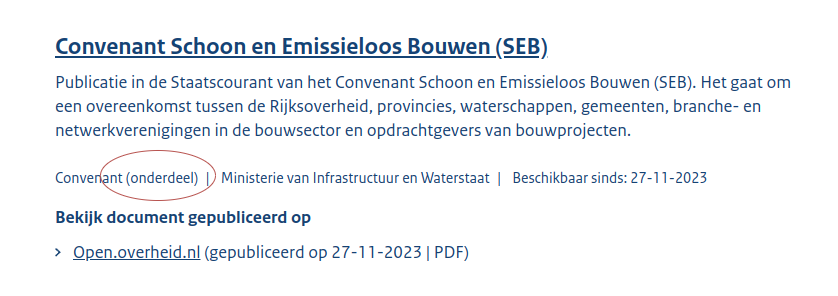 Convenant Schoon en Emissieloos Bouwen (SEB)
Publicatie in de Staatscourant van het Convenant Schoon en Emissieloos Bouwen (SEB). Het gaat om
een overeenkomst tussen de Rijksoverheid, provincies, waterschappen, gemeenten, branche- en
netwerkverenigingen in de bouwsector en opdrachtgevers van bouwprojecten.
Convenant (onderdeel) | Ministerie van Infrastructuur en Waterstaat | Beschikbaar sinds: 27-11-2023
Bekijk document gepubliceerd op
> Open.overheid.nl (gepubliceerd op 27-11-2023 | PDF)